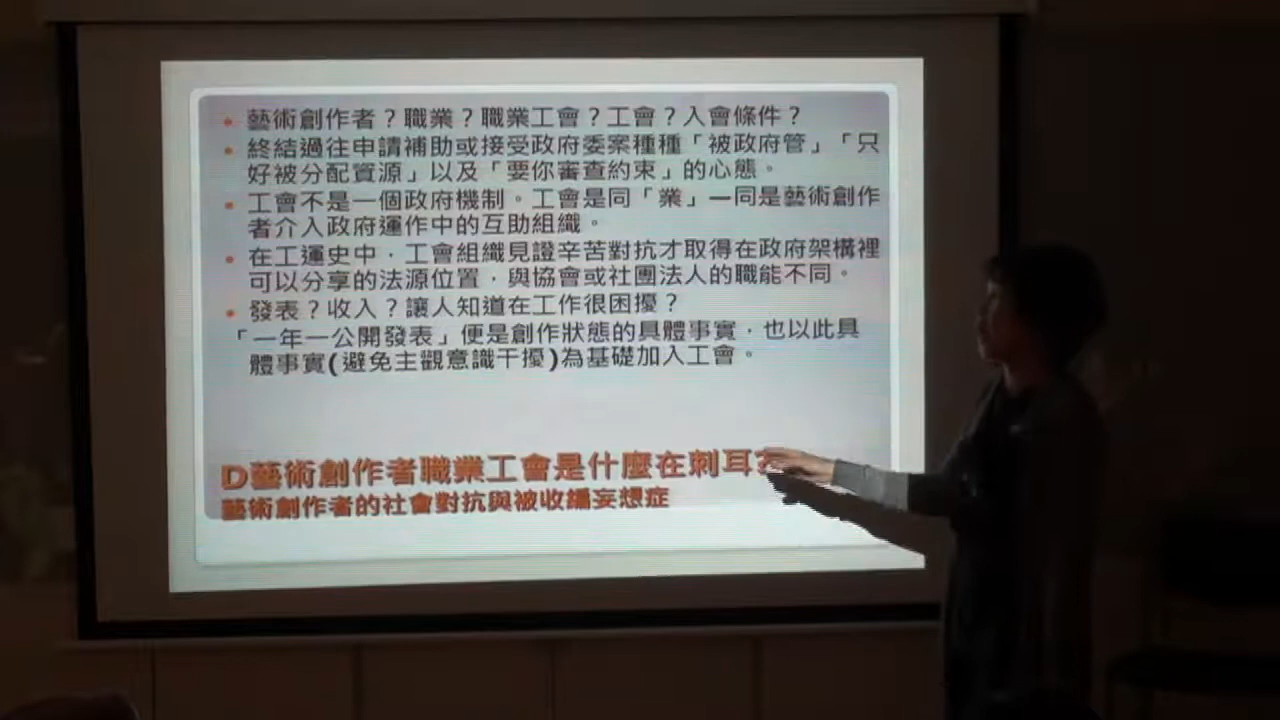 • 藝術創作者？職業？職業工會？工會？入會條件？
• 終結過往申請補助或接受政府委案種種「被政府管」「只
好被分配資源」以及「要你審查約束」的心態。
• 工會不是一個政府機制。工會是同「業」—同是藝術創作
者介入政府運作中的互助組織。
• 在工運史中，工會組織見證辛苦對抗才取得在政府架構裡
可以分享的法源位置，與協會或社團法人的職能不同。
• 發表？收入？讓人知道在工作很困擾？
「一年一公開發表」便是創作狀態的具體事實，也以此具
體事實(避免主觀意識干擾)為基礎加入工會。
D藝術創作者職業工會是什麼在刺耳
藝術創作者的社會對抗與被收編妄想症